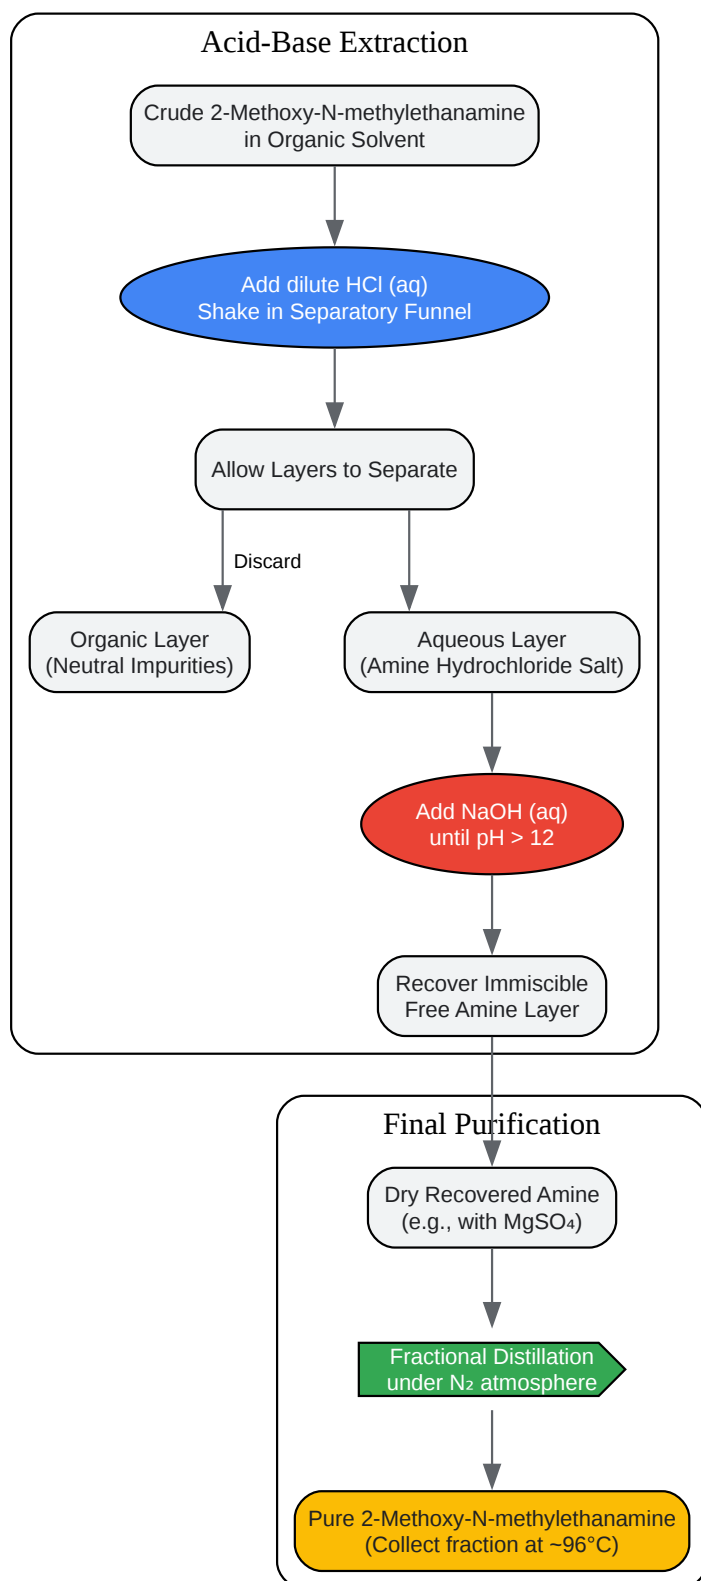 Acid-Base Extraction
Crude 2-Methoxy-N-methylethanamine
in Organic Solvent
Add dilute HCl (aq)
Shake in Separatory Funnel
Allow Layers to Separate
Discard
Organic Layer
(Neutral Impurities)
Aqueous Layer
(Amine Hydrochloride Salt)
Add NaOH (aq)
until pH > 12
Recover Immiscible
Free Amine Layer
Final Purification
Dry Recovered Amine
(e.g., with MgSO₄)
Fractional Distillation
under N₂ atmosphere
Pure 2-Methoxy-N-methylethanamine
(Collect fraction at ~96°C)